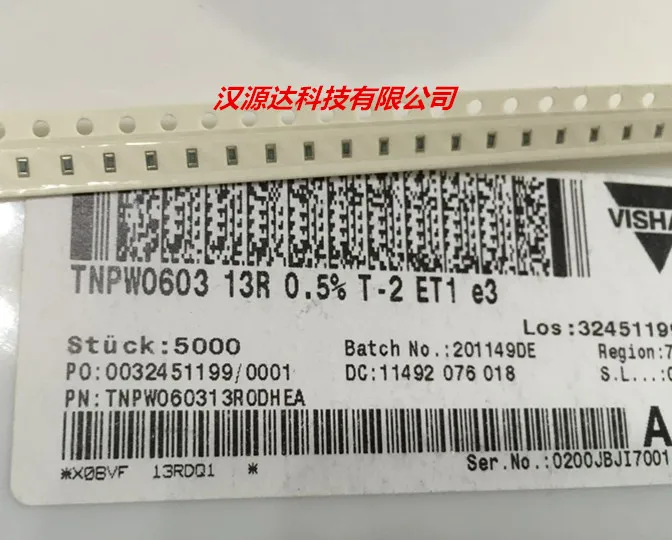 汉源达科技有限公司
VISHA
TNPW0603 13R 0.5% T-2 ET1 e3
Los:3245119
Stück:5000
Batch No.:201149DE
Region:7
PO:0032451199/0001
DC:11492 076 018
S.L...:
PN:TNPW060313R0DHEA
A
*X0BVF 13RDQ1 *
Ser.No.:0200JBJI7001